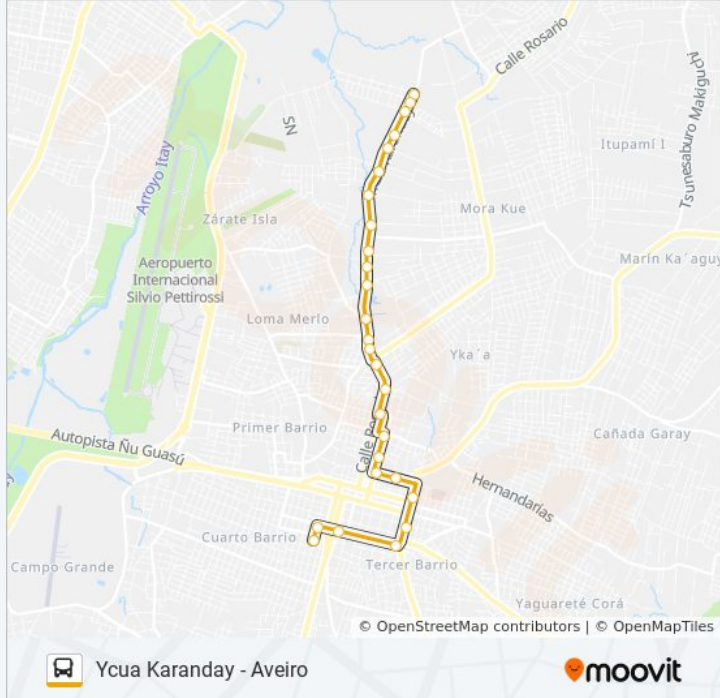 Calle Rosario
Tsunesaburo Makiguchi
SN
Itupamí I
Arroyo Itay
Zárate Isla
Mora Kue
Aeropuerto
Internacional
Silvio Pettirossi
Marín Ka´aguy
Loma Merlo
Yka´a
Primer Barrio
Cañada Garay
Autopista Ñu Guasú
Hernandarías
Cuarto Barrio
Tercer Barrio
Campo Grande
Yaguareté Corá
© OpenStreetMap contributors | © OpenMapTiles
Ycua Karanday - Aveiro
moovit